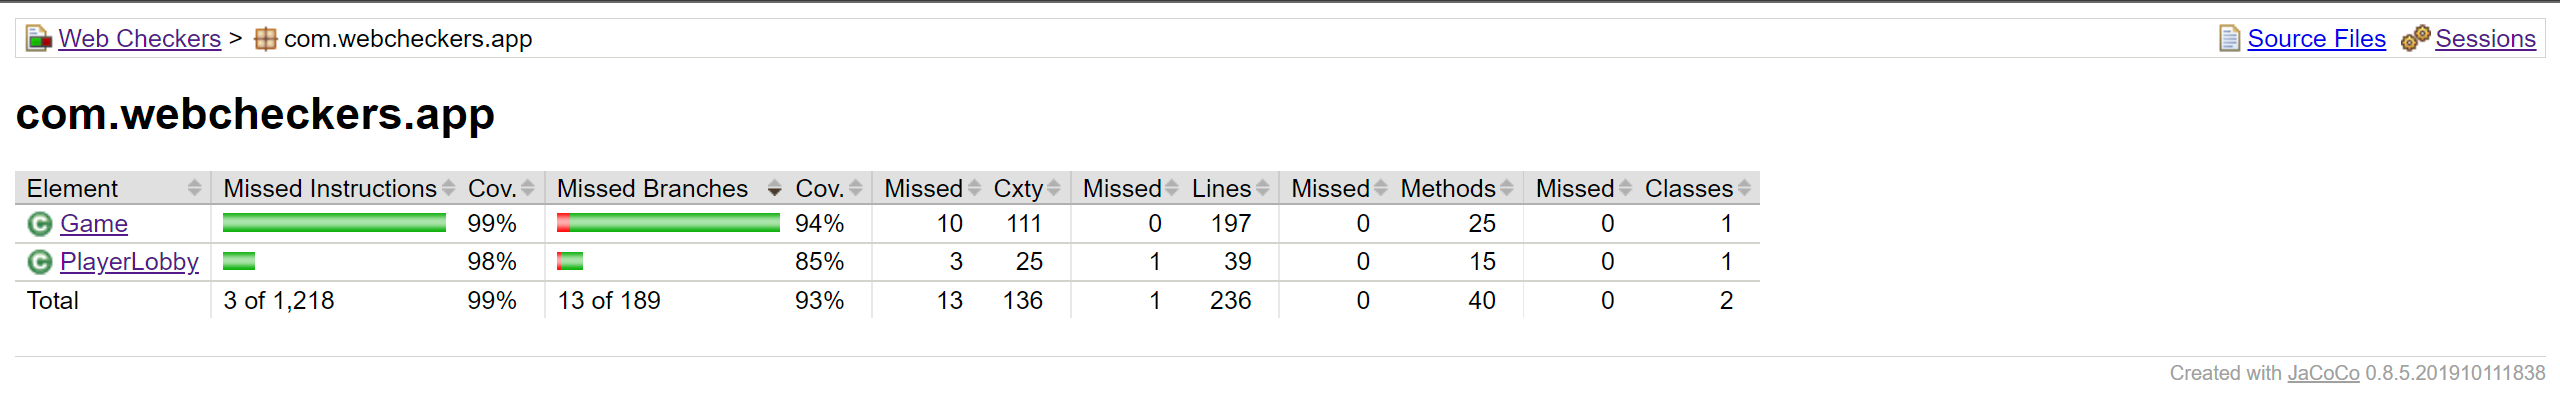 Web Checkers > com.webcheckers.app Source Files Sessions
com.webcheckers.app
Element Missed Instructions Cov. Missed Branches Cov. Missed Cxty Missed Lines Missed Methods Missed Classes
Game 99% 94% 10 111 0 197 0 25 0 1
PlayerLobby 98% 85% 3 25 1 39 0 15 0 1
Total 3 of 1,218 99% 13 of 189 93% 13 136 1 236 0 40 0 2
Created with JaCoCo 0.8.5.201910111838